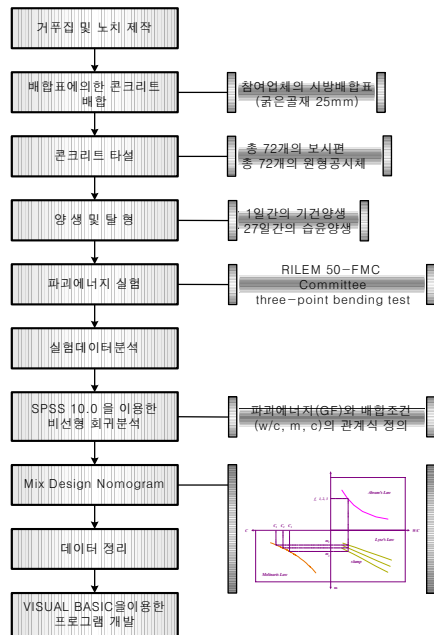 거푸집 및 노치 제작
배합표에의한 콘크리트
배합
참여업체의 시방배합표
(굵은골재 25mm)
콘크리트 타설
총 72개의 보시편
총 72개의 원형공시체
양 생 및 탈 형
1일간의 기건양생
27일간의 습윤양생
파괴에너지 실험
RILEM 50-FMC
Committee
three-point bending test
실험데이터분석
SPSS 10.0 을 이용한
비선형 회귀분석
파괴에너지(GF)와 배합조건
(w/c, m, c)의 관계식 정의
Mix Design Nomogram
Abram's Law
Lyse's Law
slump
Molinari's Law
데이터 정리
VISUAL BASIC을이용한
프로그램 개발